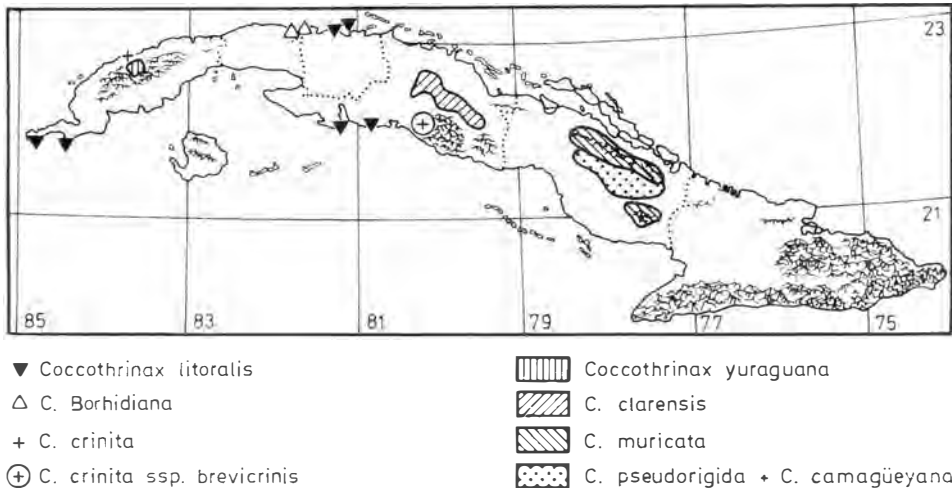 23
21
85
83
81
79
77
75
Coccothrinax litoralis
C. Borhidiana
C. crinita
C. crinita ssp. brevicrinis
Coccothrinax yuraguana
C. clarensis
C. muricata
C. pseudorigida + C. camagüeyana